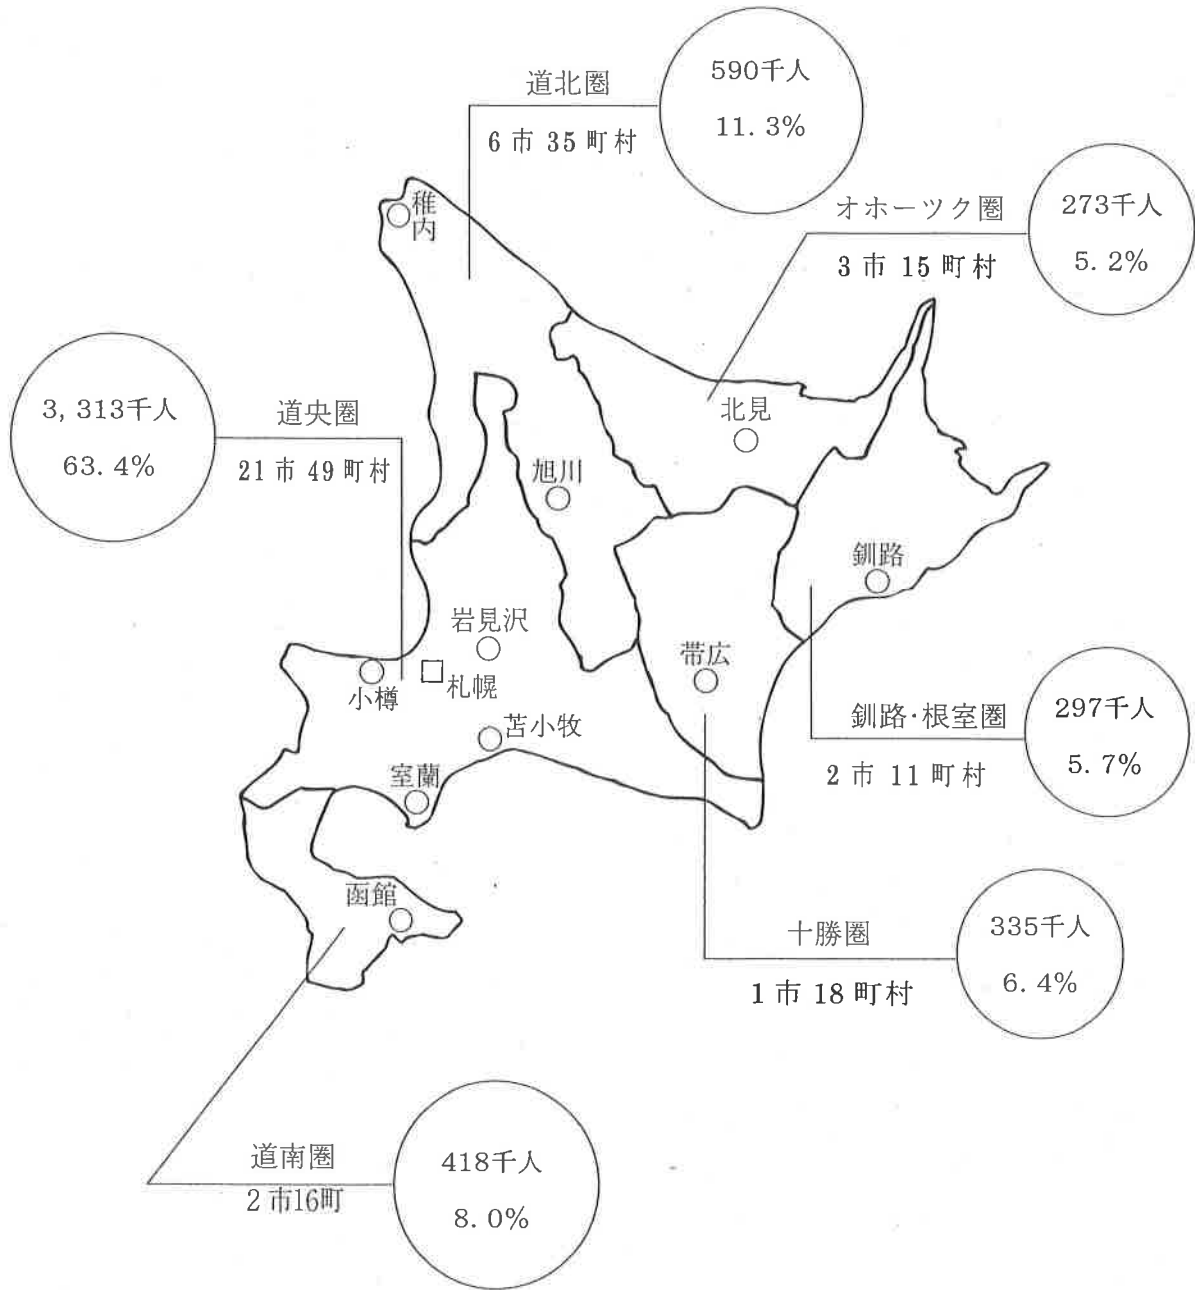 590千人
11.3%
道北圏
6市35町村
稚内
273千人
5.2%
オホーツク圏
3市15町村
3,313千人
63.4%
道央圏
21市49町村
北見
旭川
釧路
岩見沢
帯広
小樽
札幌
苫小牧
室蘭
釧路・根室圏
2市11町村
297千人
5.7%
函館
十勝圏
1市18町村
335千人
6.4%
道南圏
2市16町
418千人
8.0%